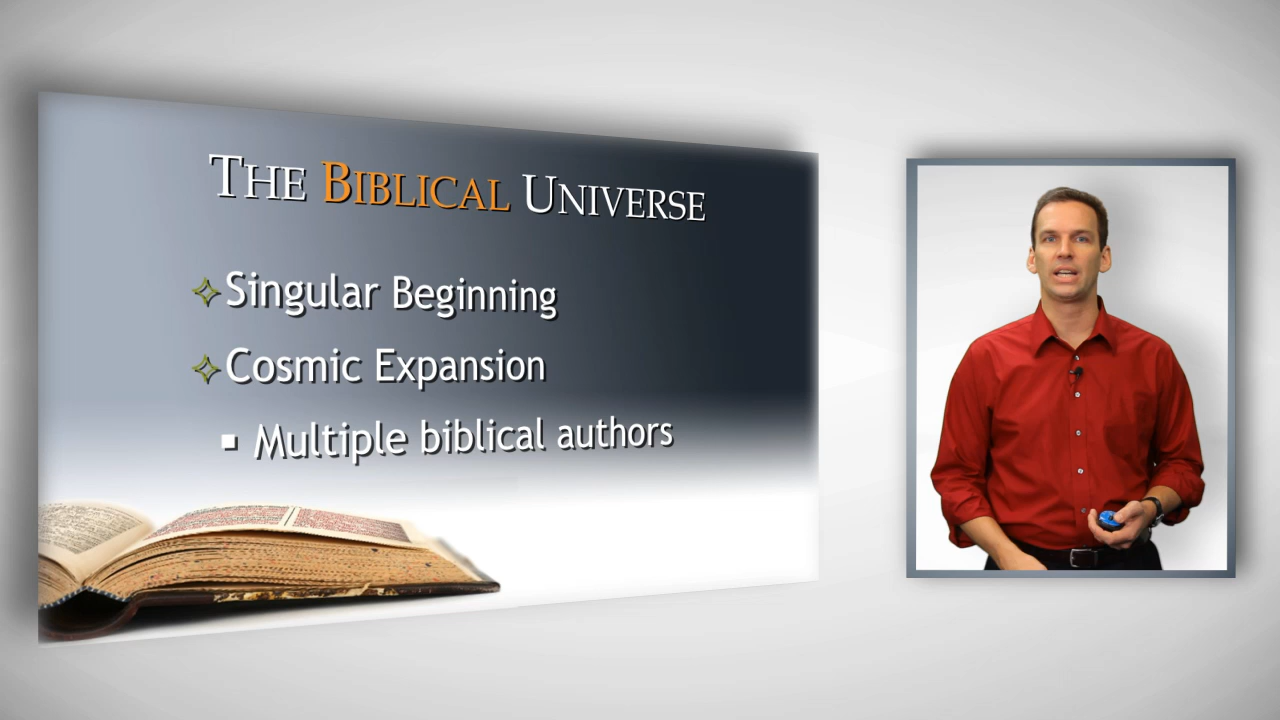 The Biblical Universe
Singular Beginning
Cosmic Expansion
Multiple biblical authors